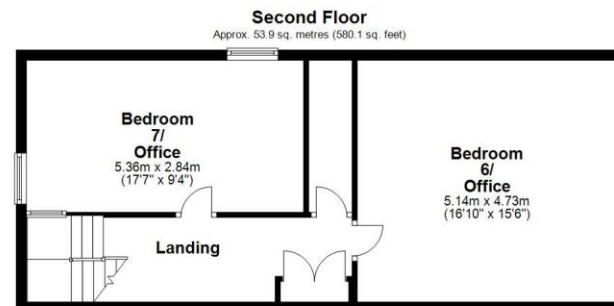 Second Floor
Approx. 53.9 sq. metres (580.1 sq. feet)
Bedroom
7/
Office
5.36m x 2.84m
(17'7" x 9'4")
Bedroom
6/
Office
5.14m x 4.73m
(16'10" x 15'6")
Landing